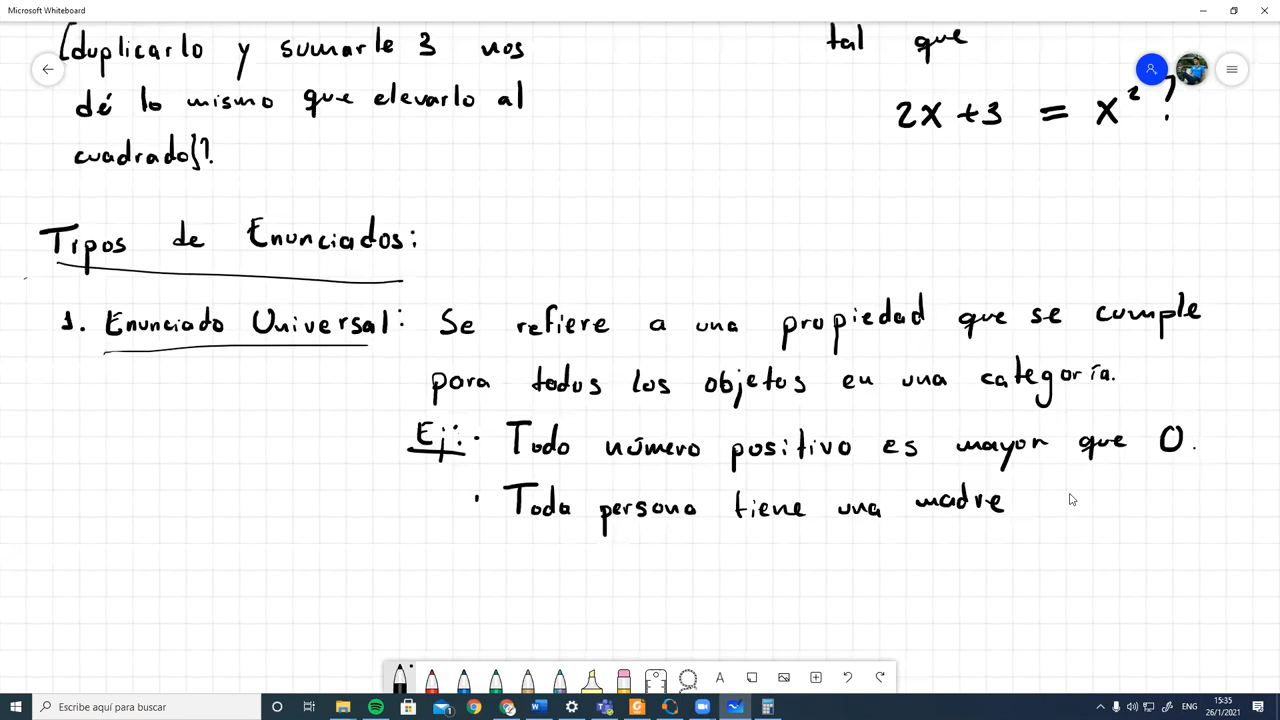 Microsoft Whiteboard
[duplicarlo y sumarle 3 nos
dé lo mismo que elevarlo al
cuadrado]?
tal que
2x + 3 = x²?
Tipos de Enunciados:
1. Enunciado Universal: Se refiere a una propiedad que se cumple
para todos los objetos en una categoría.
Ej: · Todo número positivo es mayor que 0.
· Toda persona tiene una madre
Escribe aquí para buscar
ENG
15:35
26/1/2021